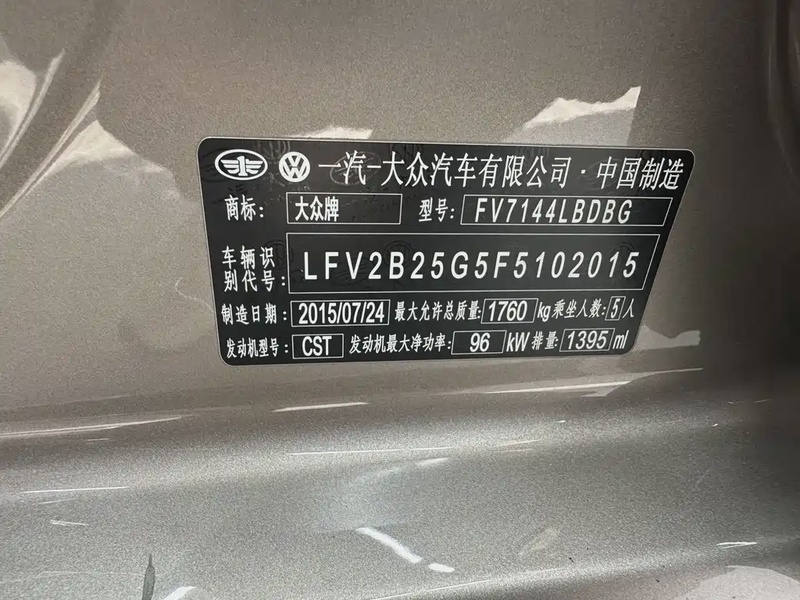 一汽-大众汽车有限公司·中国制造
商标: 大众牌 型号: FV7144LBDBG
车辆识
别代号: LFV2B25G5F5102015
制造日期: 2015/07/24 最大允许总质量: 1760 kg 乘坐人数: 5 人
发动机型号: CST 发动机最大净功率: 96 kW 排量: 1395 ml